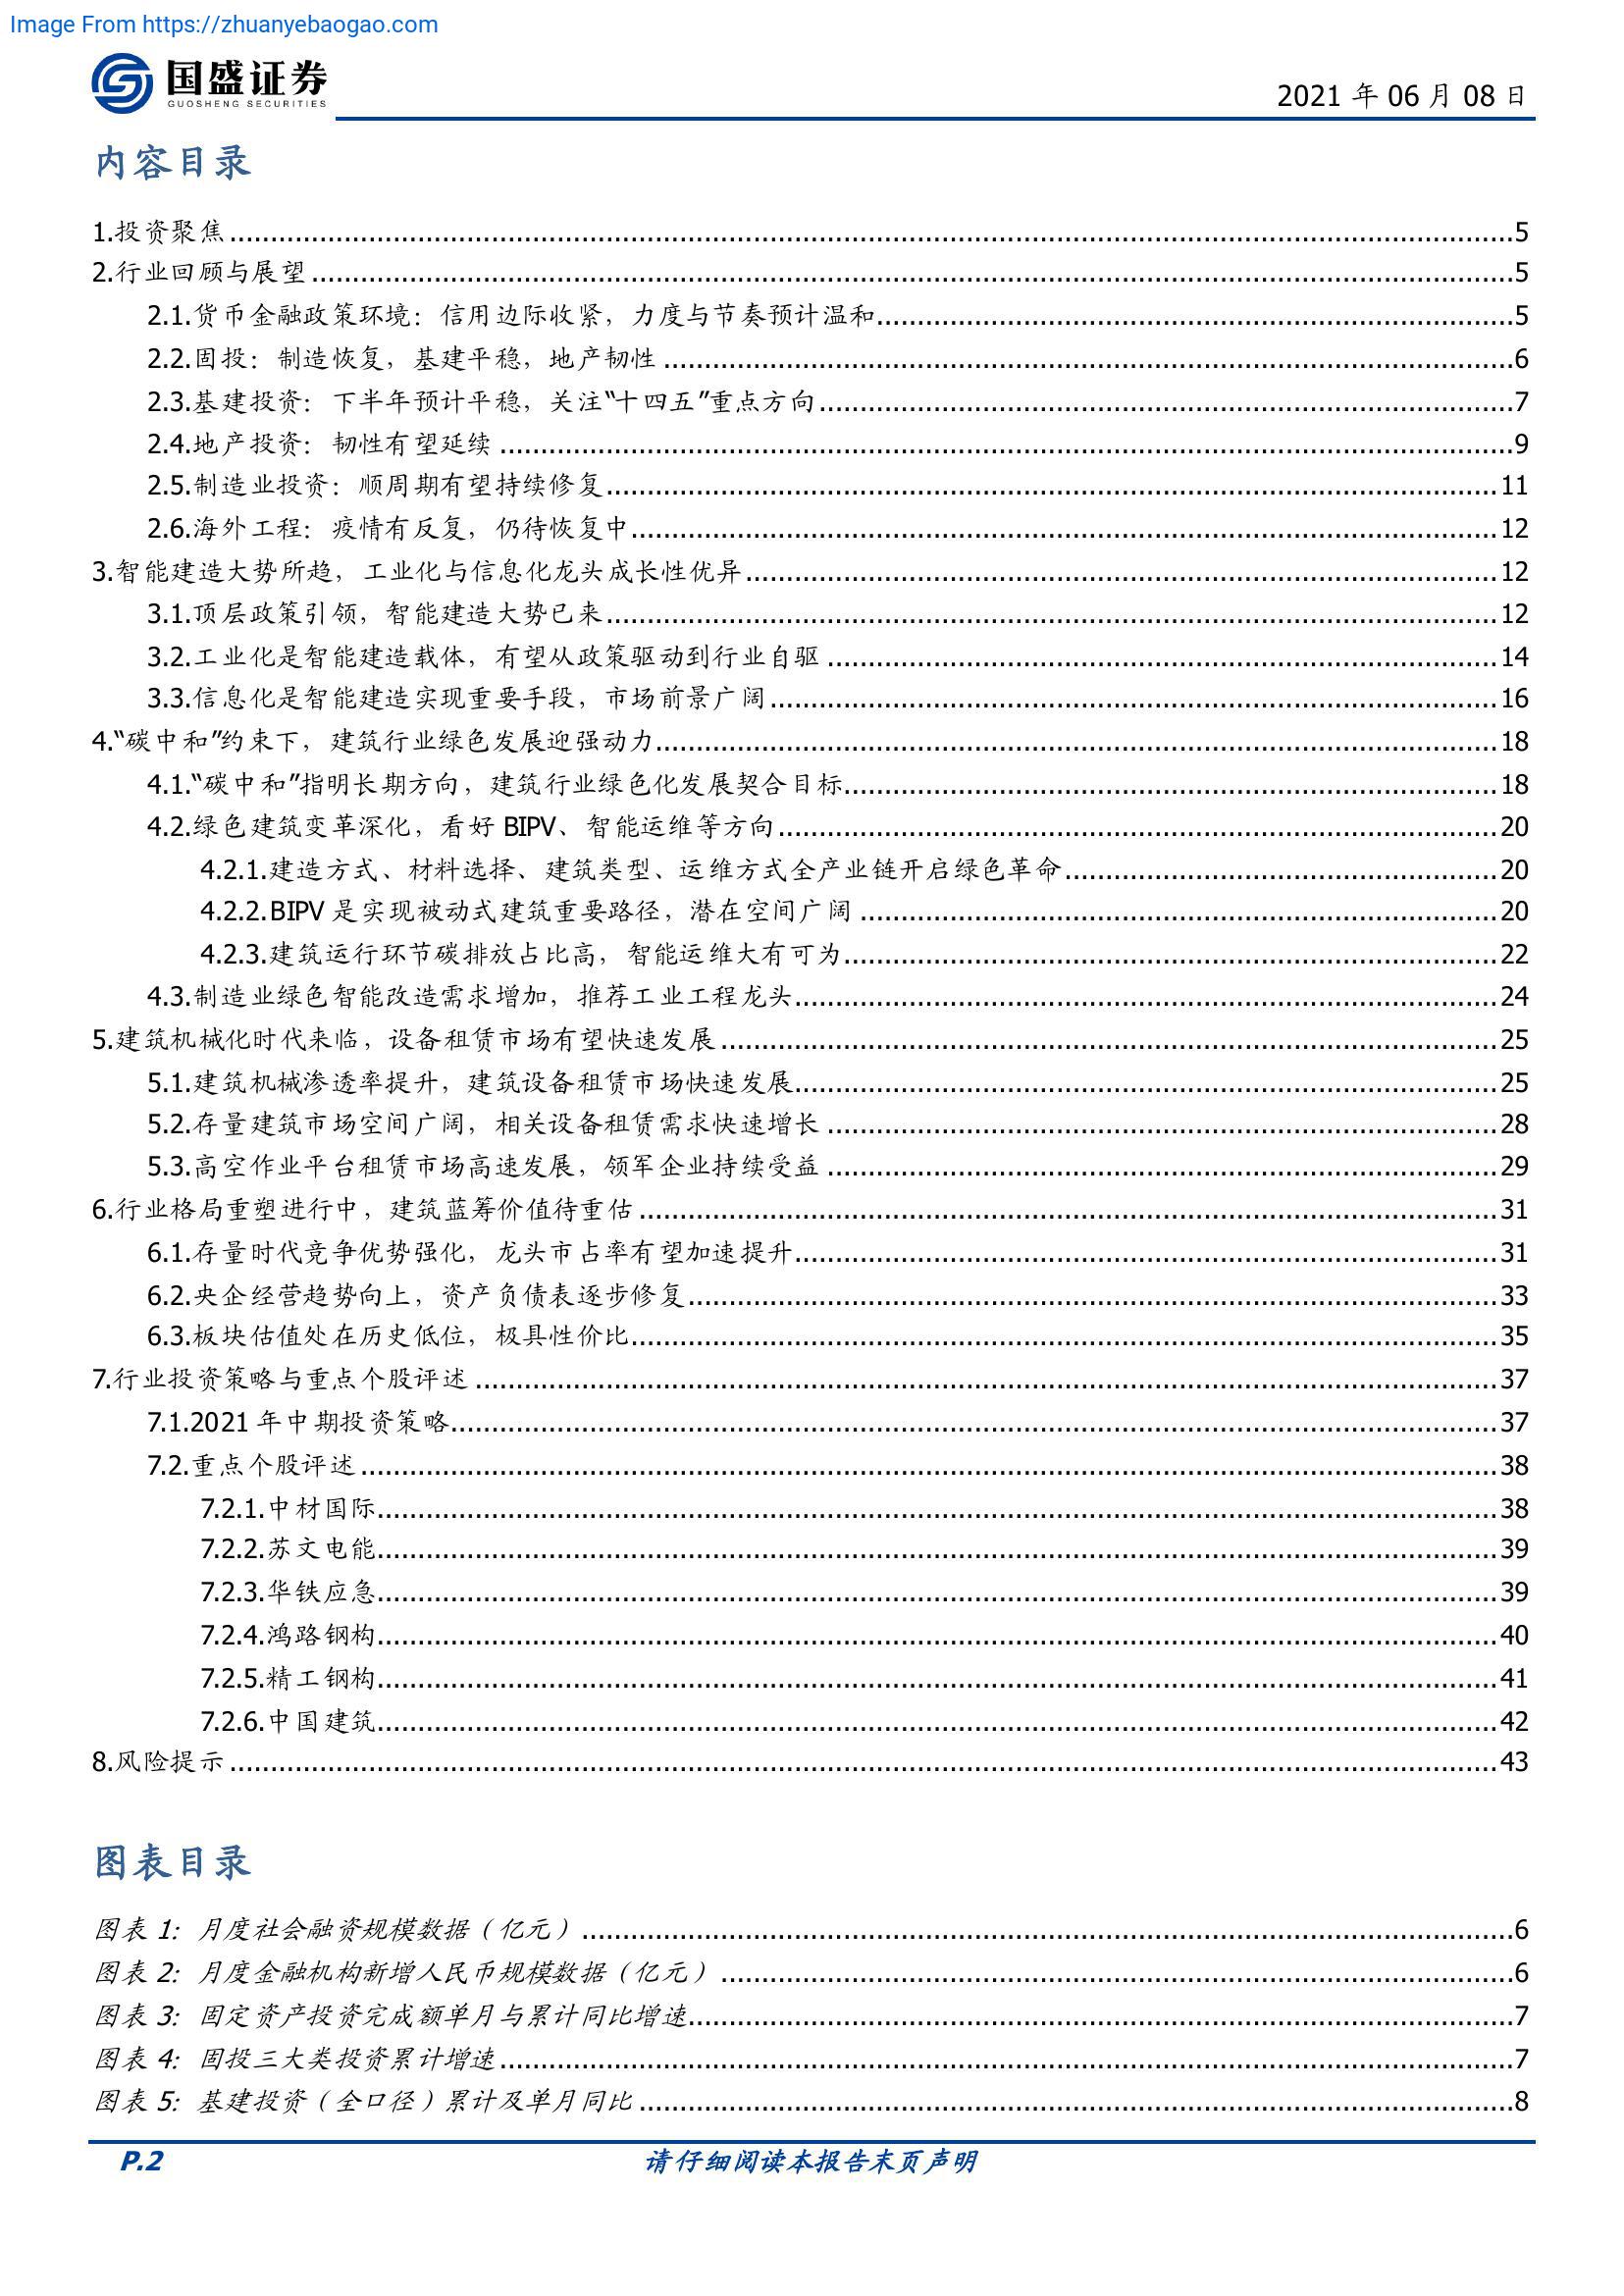 Image From https://zhuanyebaogao.com
国盛证券
GUOSHENG SECURITIES
2021 年 06 月 08 日
内容目录
1.投资聚焦 5
2.行业回顾与展望 5
2.1.货币金融政策环境：信用边际收紧，力度与节奏预计温和 5
2.2.固投：制造恢复，基建平稳，地产韧性 6
2.3.基建投资：下半年预计平稳，关注“十四五”重点方向 7
2.4.地产投资：韧性有望延续 9
2.5.制造业投资：顺周期有望持续修复 11
2.6.海外工程：疫情有反复，仍待恢复中 12
3.智能建造大势所趋，工业化与信息化龙头成长性优异 12
3.1.顶层政策引领，智能建造大势已来 12
3.2.工业化是智能建造载体，有望从政策驱动到行业自驱 14
3.3.信息化是智能建造实现重要手段，市场前景广阔 16
4.“碳中和”约束下，建筑行业绿色发展迎强动力 18
4.1.“碳中和”指明长期方向，建筑行业绿色化发展契合目标 18
4.2.绿色建筑变革深化，看好 BIPV、智能运维等方向 20
4.2.1.建造方式、材料选择、建筑类型、运维方式全产业链开启绿色革命 20
4.2.2.BIPV 是实现被动式建筑重要路径，潜在空间广阔 20
4.2.3.建筑运行环节碳排放占比高，智能运维大有可为 22
4.3.制造业绿色智能改造需求增加，推荐工业工程龙头 24
5.建筑机械化时代来临，设备租赁市场有望快速发展 25
5.1.建筑机械渗透率提升，建筑设备租赁市场快速发展 25
5.2.存量建筑市场空间广阔，相关设备租赁需求快速增长 28
5.3.高空作业平台租赁市场高速发展，领军企业持续受益 29
6.行业格局重塑进行中，建筑蓝筹价值待重估 31
6.1.存量时代竞争优势强化，龙头市占率有望加速提升 31
6.2.央企经营趋势向上，资产负债表逐步修复 33
6.3.板块估值处在历史低位，极具性价比 35
7.行业投资策略与重点个股评述 37
7.1.2021 年中期投资策略 37
7.2.重点个股评述 38
7.2.1.中材国际 38
7.2.2.苏文电能 39
7.2.3.华铁应急 39
7.2.4.鸿路钢构 40
7.2.5.精工钢构 41
7.2.6.中国建筑 42
8.风险提示 43
图表目录
图表 1：月度社会融资规模数据（亿元） 6
图表 2：月度金融机构新增人民币规模数据（亿元） 6
图表 3：固定资产投资完成额单月与累计同比增速 7
图表 4：固投三大类投资累计增速 7
图表 5：基建投资（全口径）累计及单月同比 8
P.2
请仔细阅读本报告末页声明